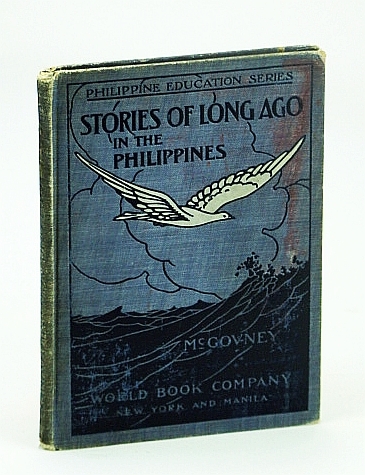 PHILIPPINE EDUCATION SERIES
STORIES OF LONG AGO
IN THE
PHILIPPINES
McGOVNEY
WORLD BOOK COMPANY
NEW YORK AND MANILA